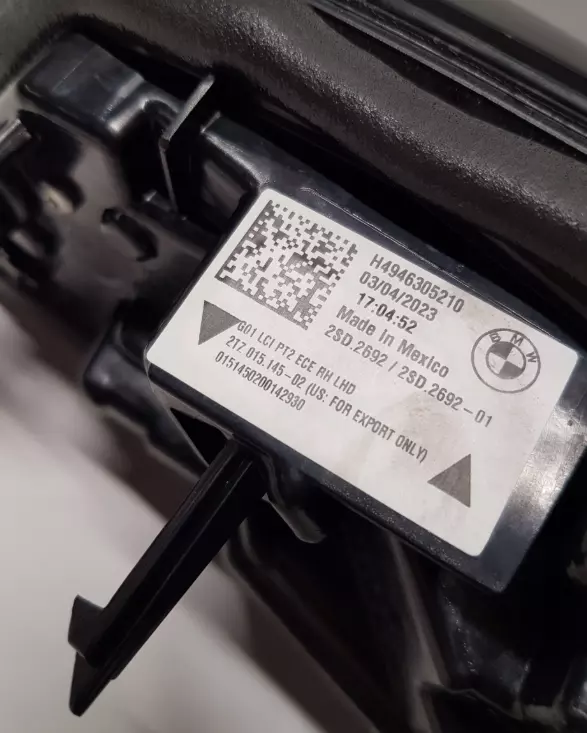 H4946305210
03/04/2023
17:04:52
Made in Mexico
2SD.2692 / 2SD.2692-01
BMW
G01 LCI PT2 ECE RH LHD
217.015.145-02 (US: FOR EXPORT ONLY)
0151450200142930